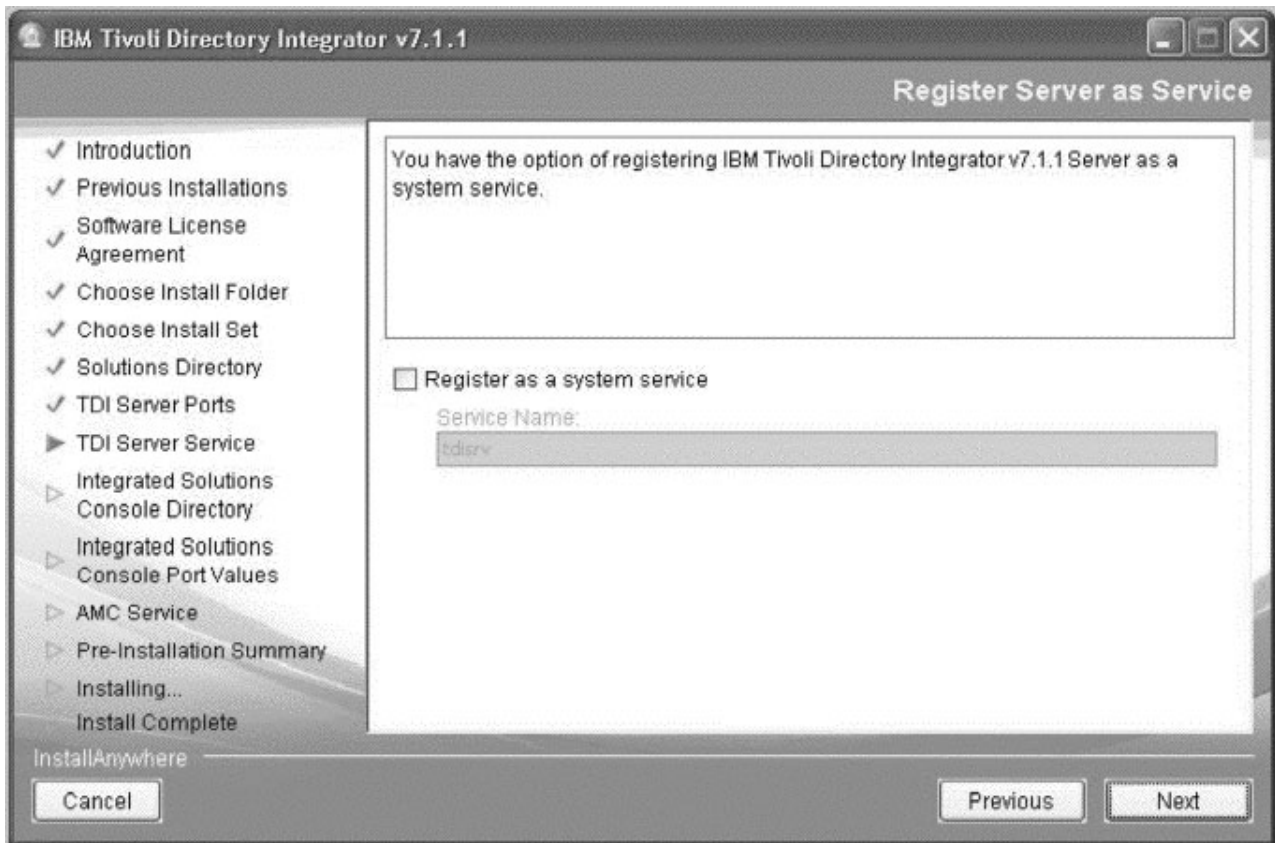 IBM Tivoli Directory Integrator v7.1.1
Register Server as Service
Introduction
Previous Installations
Software License
Agreement
Choose Install Folder
Choose Install Set
Solutions Directory
TDI Server Ports
TDI Server Service
Integrated Solutions
Console Directory
Integrated Solutions
Console Port Values
AMC Service
Pre-Installation Summary
Installing...
Install Complete
You have the option of registering IBM Tivoli Directory Integrator v7.1.1 Server as a
system service.
Register as a system service
Service Name:
tdisrv
InstallAnywhere
Cancel
Previous
Next